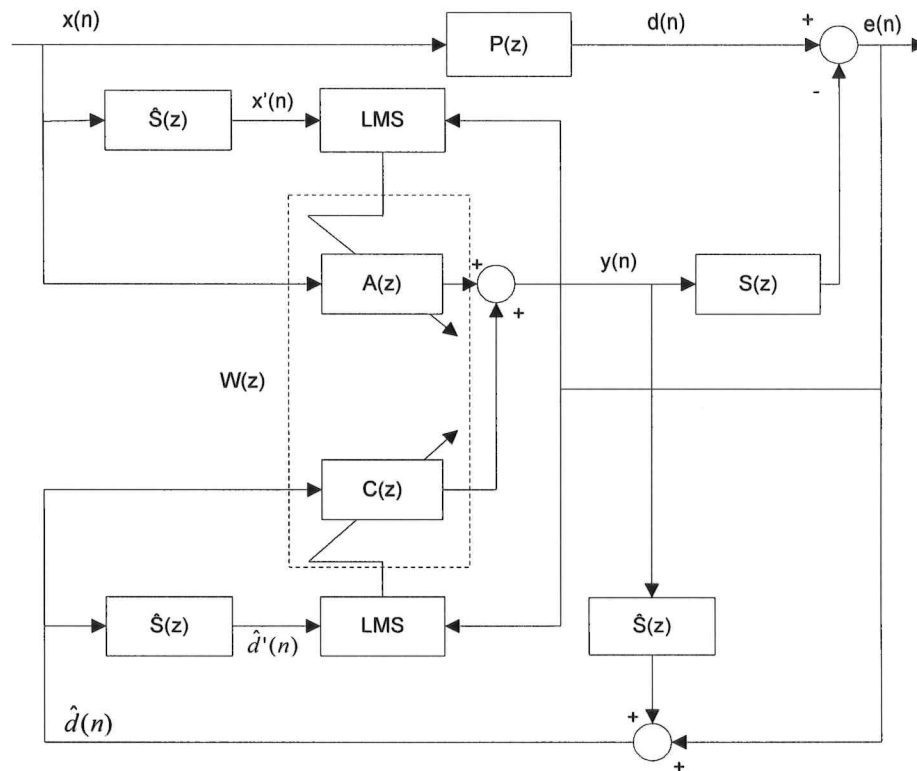 x(n)
P(z)
d(n)
+
e(n)
-
Ŝ(z)
x'(n)
LMS
A(z)
+
+
y(n)
S(z)
W(z)
C(z)
Ŝ(z)
d̂'(n)
LMS
Ŝ(z)
d̂(n)
+
+